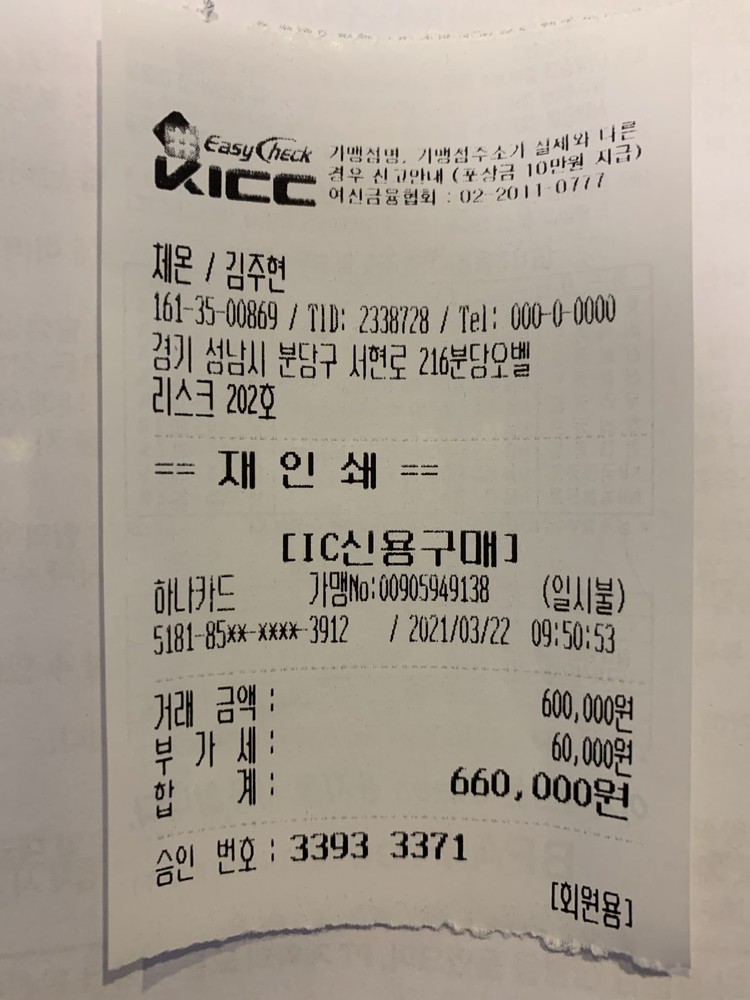 EasyCheck
KICC
가맹점명, 가맹점주소가 실제와 다른
경우 신고안내 (포상금 10만원 지급)
여신금융협회 : 02-2011-0777
체몬 / 김주현
161-35-00869 / TID: 2338728 / Tel: 000-0-0000
경기 성남시 분당구 서현로 216분당오벨
리스크 202호
== 재 인 쇄 ==
[IC신용구매]
하나카드 가맹No:00905949138 (일시불)
5181-85**-****-3912 / 2021/03/22 09:50:53
거래 금액 : 600,000원
부 가 세 : 60,000원
합 계 : 660,000원
승인 번호 : 3393 3371
[회원용]